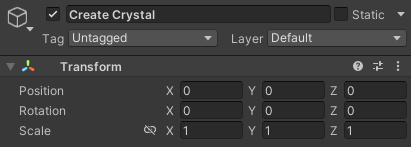 Create Crystal Static
Tag Untagged Layer Default
Transform
Position X 0 Y 0 Z 0
Rotation X 0 Y 0 Z 0
Scale X 1 Y 1 Z 1